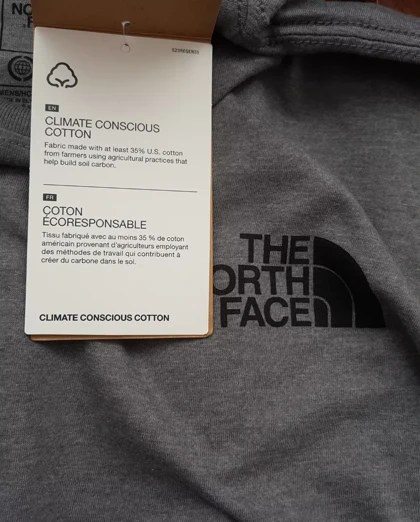 EN
CLIMATE CONSCIOUS
COTTON
Fabric made with at least 35% U.S. cotton
from farmers using agricultural practices that
help build soil carbon.
FR
COTON
ÉCORESPONSABLE
Tissu fabriqué avec au moins 35 % de coton
américain provenant d'agriculteurs employant
des méthodes de travail qui contribuent à
créer du carbone dans le sol.
CLIMATE CONSCIOUS COTTON
THE
ORTH
FACE